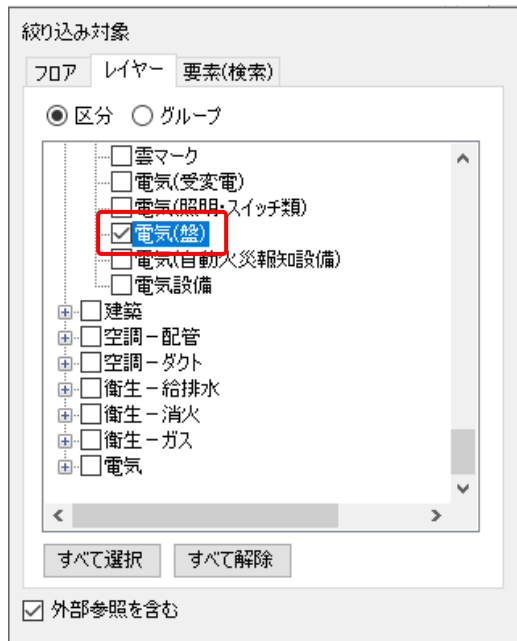 絞り込み対象
フロア レイヤー 要素(検索)
区分 グループ
雲マーク
電気(受変電)
電気(照明・スイッチ類)
電気(盤)
電気(自動火災報知設備)
電気設備
建築
空調-配管
空調-ダクト
衛生-給排水
衛生-消火
衛生-ガス
電気
すべて選択 すべて解除
外部参照を含む